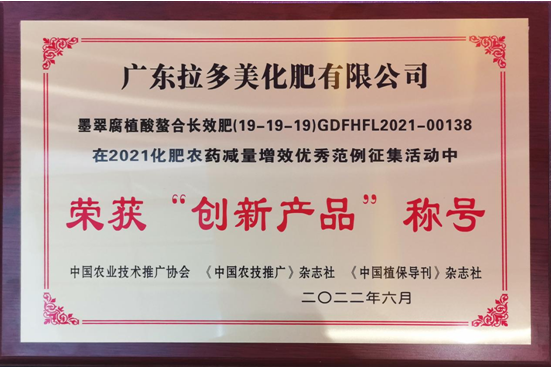 广东拉多美化肥有限公司
墨翠腐植酸螯合长效肥(19-19-19)GDFHFL2021-00138
在2021化肥农药减量增效优秀范例征集活动中
荣获“创新产品”称号
中国农业技术推广协会 《中国农技推广》杂志社 《中国植保导刊》杂志社
二〇二二年六月